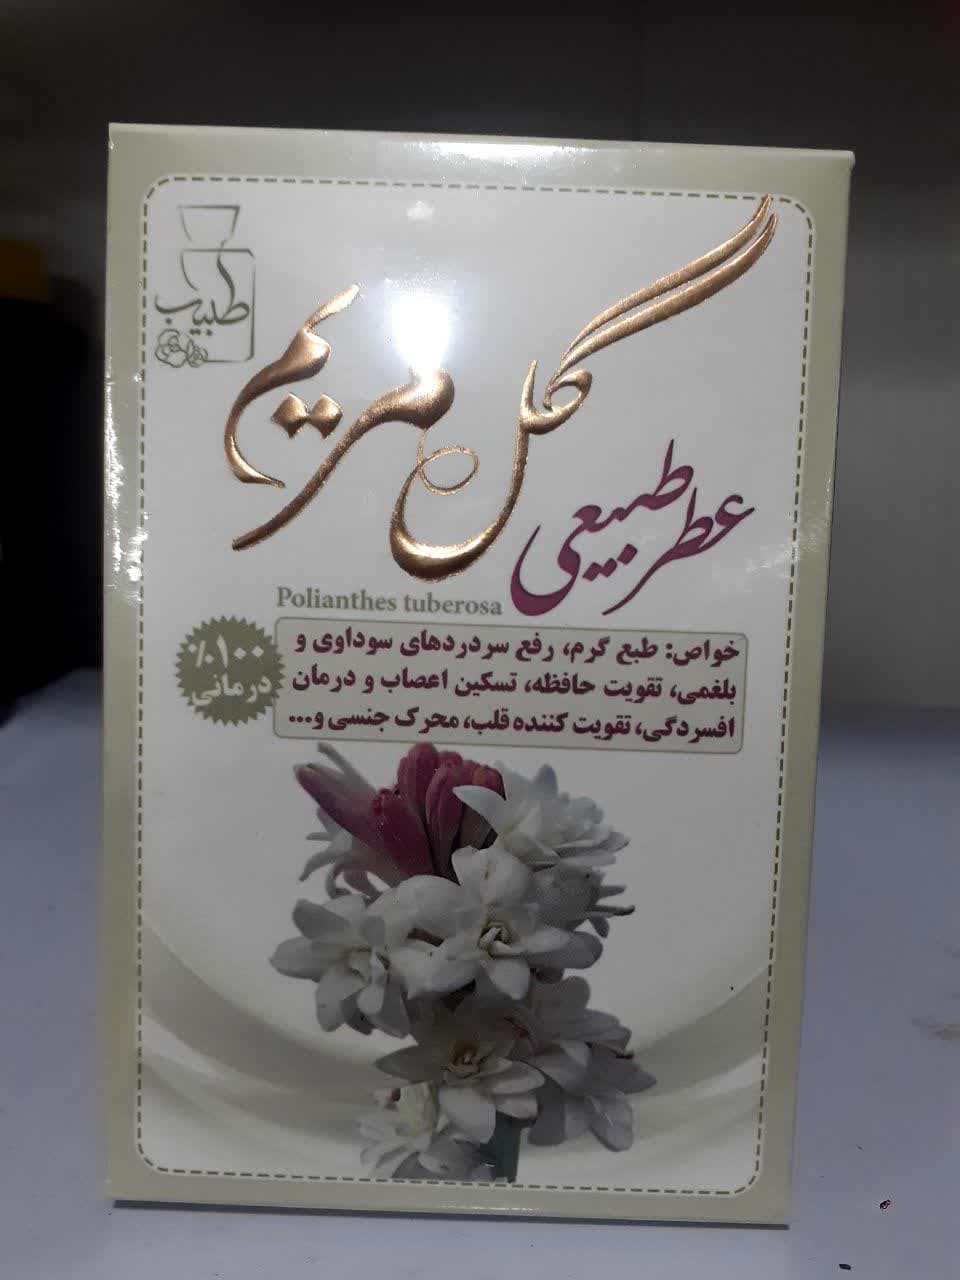 طبیب
گل مریم
عطر طبیعی
Polianthes tuberosa
خواص: طبع گرم، رفع سردردهای سوداوی و
بلغمی، تقویت حافظه، تسکین اعصاب و درمان
افسردگی، تقویت کننده قلب، محرک جنسی و...
۱۰۰٪
درمانی